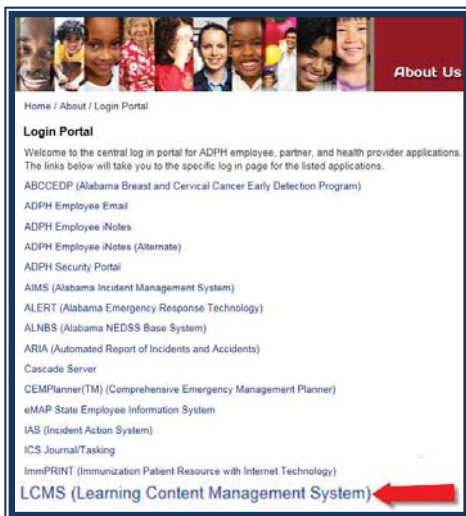 About Us
Home / About / Login Portal
Login Portal
Welcome to the central log in portal for ADPH employee, partner, and health provider applications.
The links below will take you to the specific log in page for the listed applications.
ABCCEDP (Alabama Breast and Cervical Cancer Early Detection Program)
ADPH Employee Email
ADPH Employee iNotes
ADPH Employee iNotes (Alternate)
ADPH Security Portal
AIMS (Alabama Incident Management System)
ALERT (Alabama Emergency Response Technology)
ALNBS (Alabama NEDSS Base System)
ARIA (Automated Report of Incidents and Accidents)
Cascade Server
CEMPlanner(TM) (Comprehensive Emergency Management Planner)
eMAP State Employee Information System
IAS (Incident Action System)
ICS Journal/Tasking
ImmPRINT (Immunization Patient Resource with Internet Technology)
LCMS (Learning Content Management System)